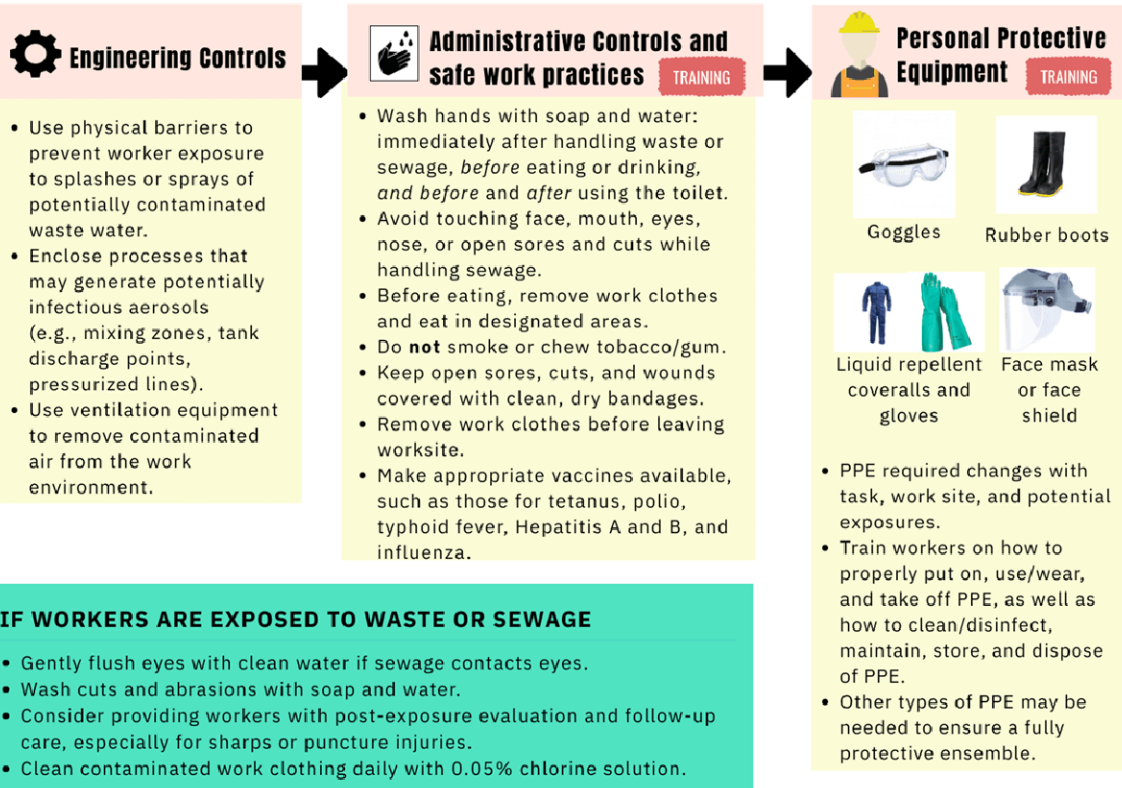 Engineering Controls
• Use physical barriers to
prevent worker exposure
to splashes or sprays of
potentially contaminated
waste water.
• Enclose processes that
may generate potentially
infectious aerosols
(e.g., mixing zones, tank
discharge points,
pressurized lines).
• Use ventilation equipment
to remove contaminated
air from the work
environment.
Administrative Controls and
safe work practices TRAINING
• Wash hands with soap and water:
immediately after handling waste or
sewage, before eating or drinking,
and before and after using the toilet.
• Avoid touching face, mouth, eyes,
nose, or open sores and cuts while
handling sewage.
• Before eating, remove work clothes
and eat in designated areas.
• Do not smoke or chew tobacco/gum.
• Keep open sores, cuts, and wounds
covered with clean, dry bandages.
• Remove work clothes before leaving
worksite.
• Make appropriate vaccines available,
such as those for tetanus, polio,
typhoid fever, Hepatitis A and B, and
influenza.
Personal Protective
Equipment TRAINING
Goggles
Rubber boots
Liquid repellent
coveralls and
gloves
Face mask
or face
shield
• PPE required changes with
task, work site, and potential
exposures.
• Train workers on how to
properly put on, use/wear,
and take off PPE, as well as
how to clean/disinfect,
maintain, store, and dispose
of PPE.
• Other types of PPE may be
needed to ensure a fully
protective ensemble.
IF WORKERS ARE EXPOSED TO WASTE OR SEWAGE
• Gently flush eyes with clean water if sewage contacts eyes.
• Wash cuts and abrasions with soap and water.
• Consider providing workers with post-exposure evaluation and follow-up
care, especially for sharps or puncture injuries.
• Clean contaminated work clothing daily with 0.05% chlorine solution.